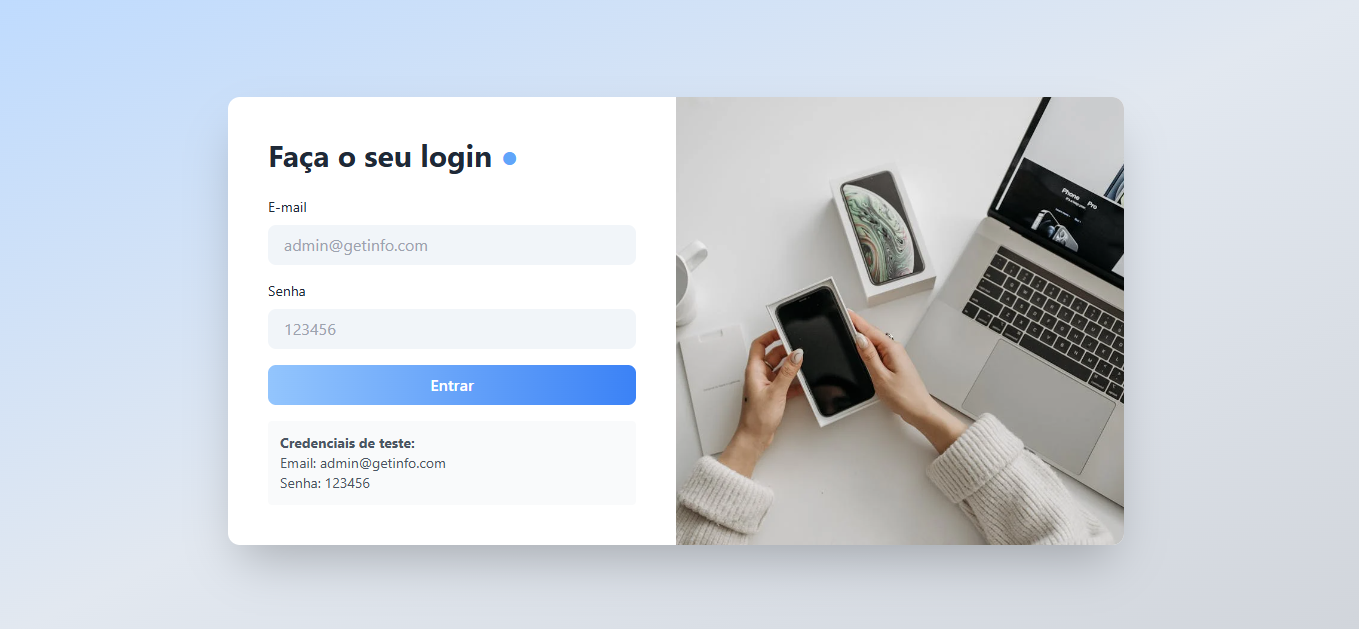 Faça o seu login
E-mail
admin@getinfo.com
Senha
123456
Entrar
Credenciais de teste:
Email: admin@getinfo.com
Senha: 123456
Phone Pro